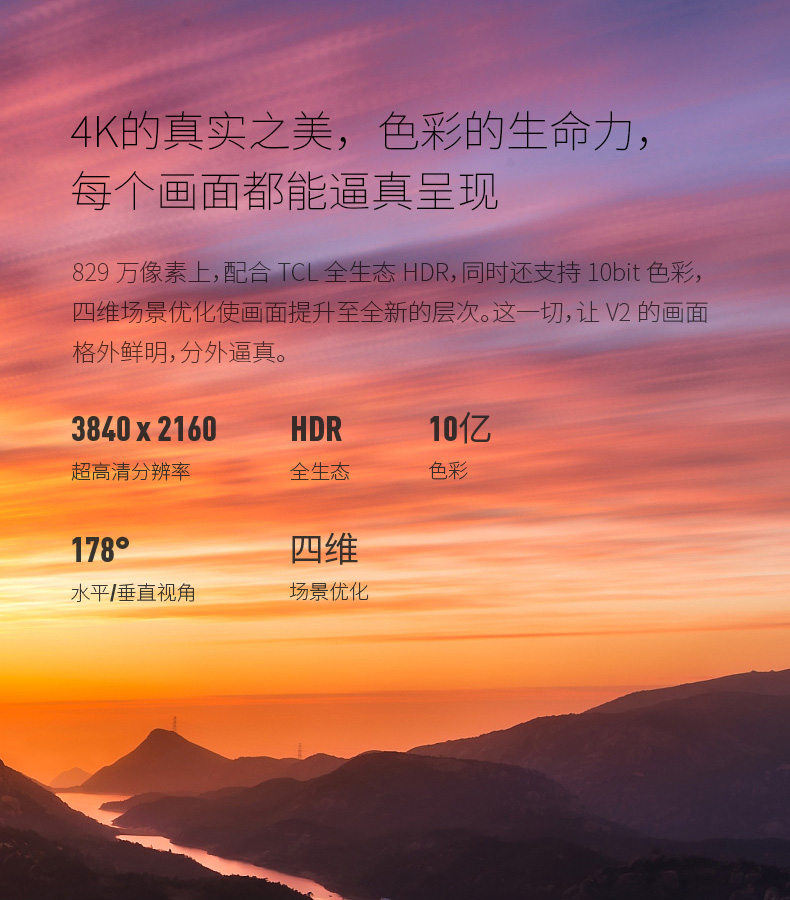 4K的真实之美，色彩的生命力，
每个画面都能逼真呈现
829 万像素上，配合 TCL 全生态 HDR，同时还支持 10bit 色彩，
四维场景优化使画面提升至全新的层次。这一切，让 V2 的画面
格外鲜明，分外逼真。
3840 x 2160 HDR 10亿
超高清分辨率 全生态 色彩
178° 四维
水平/垂直视角 场景优化